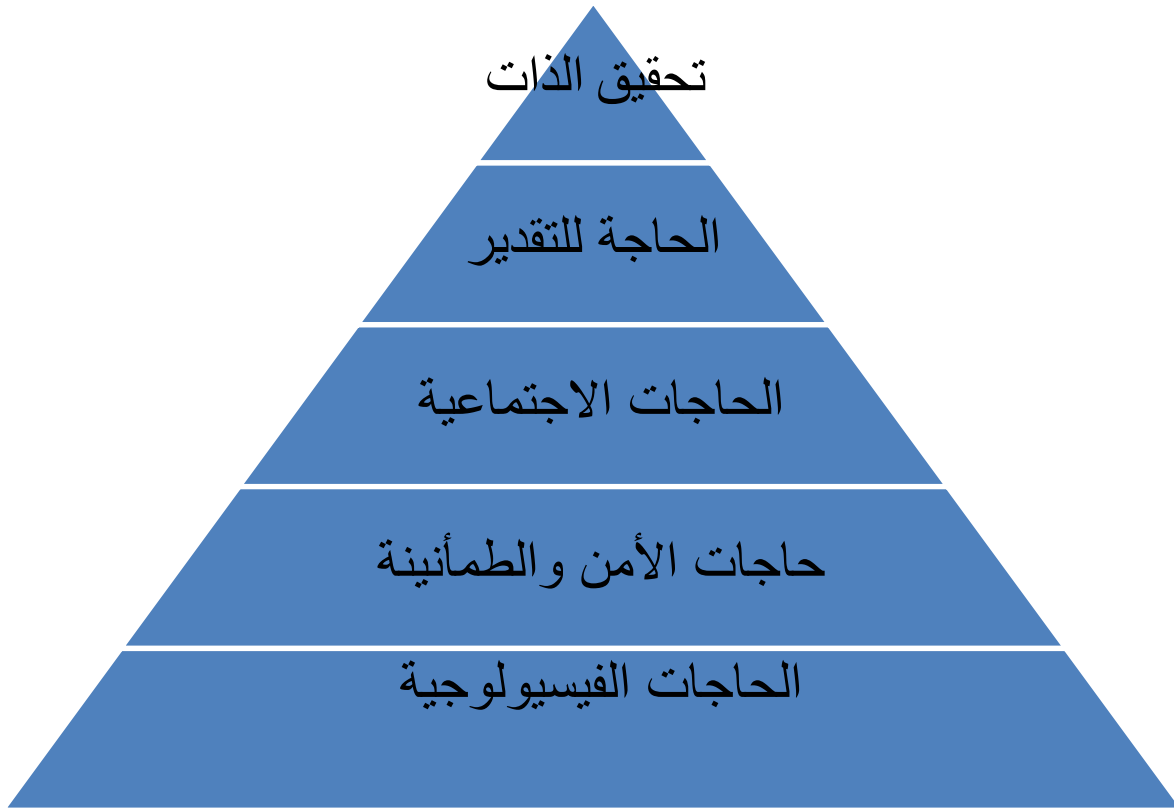 تحقيق الذات
الحاجة للتقدير
الحاجات الاجتماعية
حاجات الأمن والطمأنينة
الحاجات الفيسيولوجية